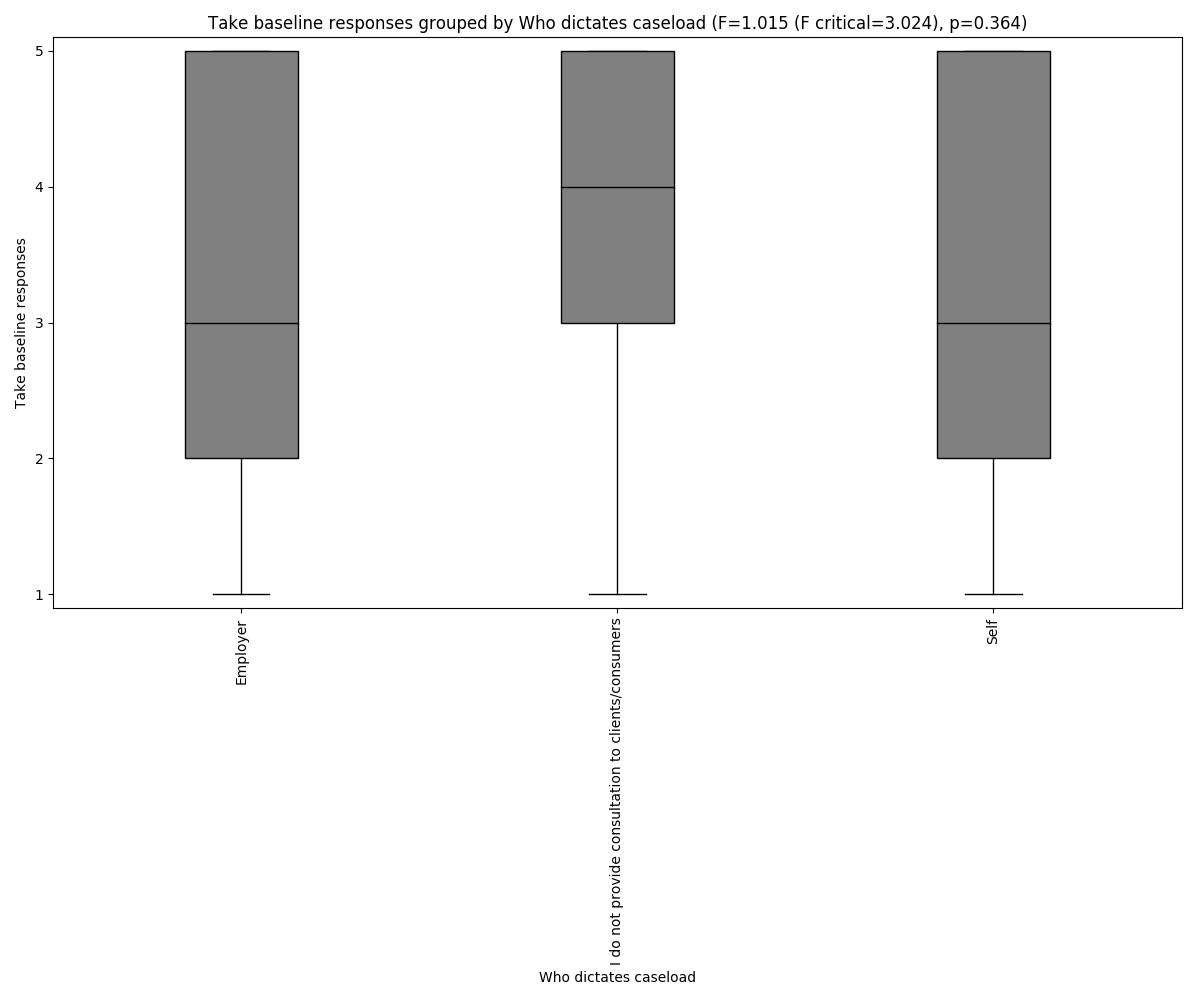 Take baseline responses grouped by Who dictates caseload (F=1.015 (F critical=3.024), p=0.364)
Take baseline responses
5
4
3
2
1
Employer
I do not provide consultation to clients/consumers
Self
Who dictates caseload